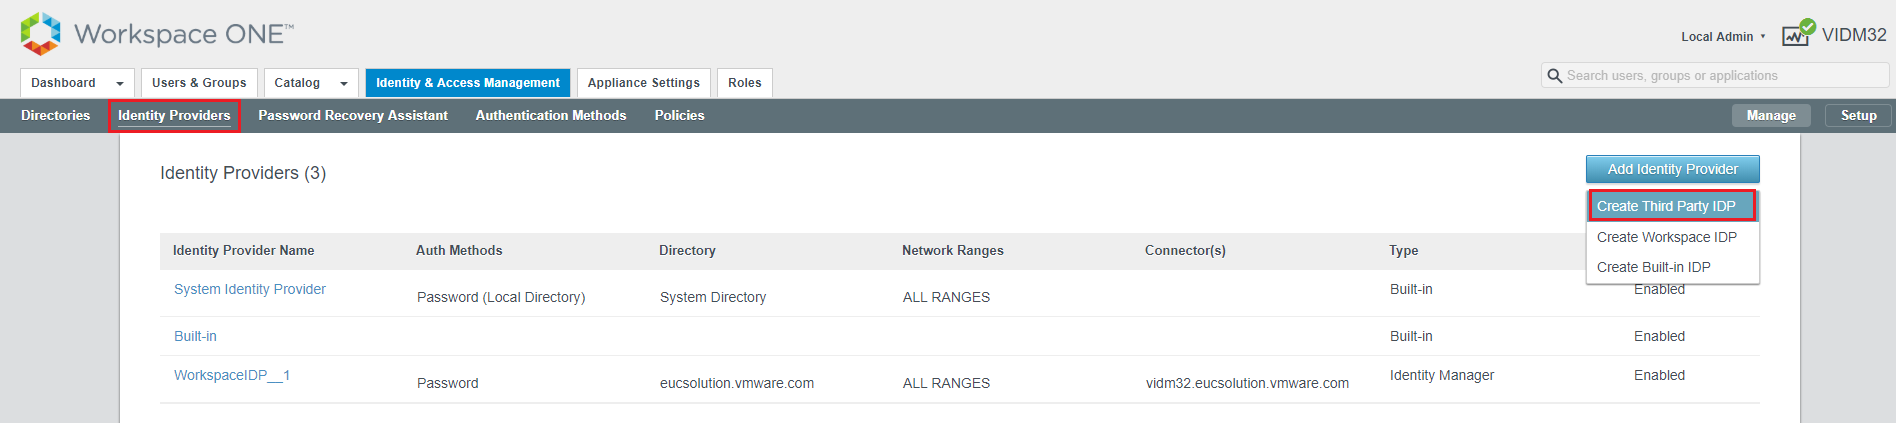 Workspace ONE™
Local Admin
VIDM32
Dashboard
Users & Groups
Catalog
Identity & Access Management
Appliance Settings
Roles
Search users, groups or applications
Directories
Identity Providers
Password Recovery Assistant
Authentication Methods
Policies
Manage
Setup
Identity Providers (3)
Add Identity Provider
Create Third Party IDP
Create Workspace IDP
Create Built-in IDP
Identity Provider Name Auth Methods Directory Network Ranges Connector(s) Type
System Identity Provider Password (Local Directory) System Directory ALL RANGES Built-in Enabled
Built-in Built-in Enabled
WorkspaceIDP__1 Password eucsolution.vmware.com ALL RANGES vidm32.eucsolution.vmware.com Identity Manager Enabled